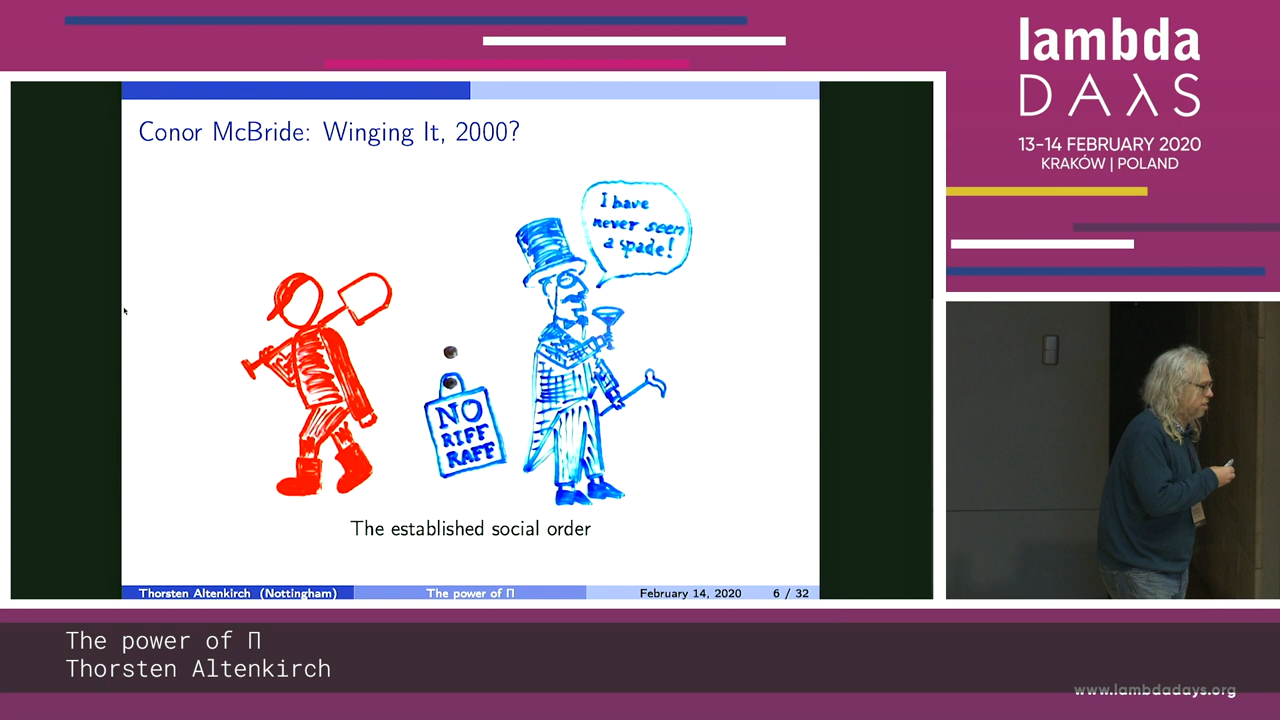 lambda
DAλS
13–14 FEBRUARY 2020
KRAKÓW | POLAND
Conor McBride: Winging It, 2000?
I have
never seen
a spade!
NO
RIFF
RAFF
The established social order
Thorsten Altenkirch (Nottingham)
The power of Π
February 14, 2020
6 / 32
The power of Π
Thorsten Altenkirch
www.lambdadays.org